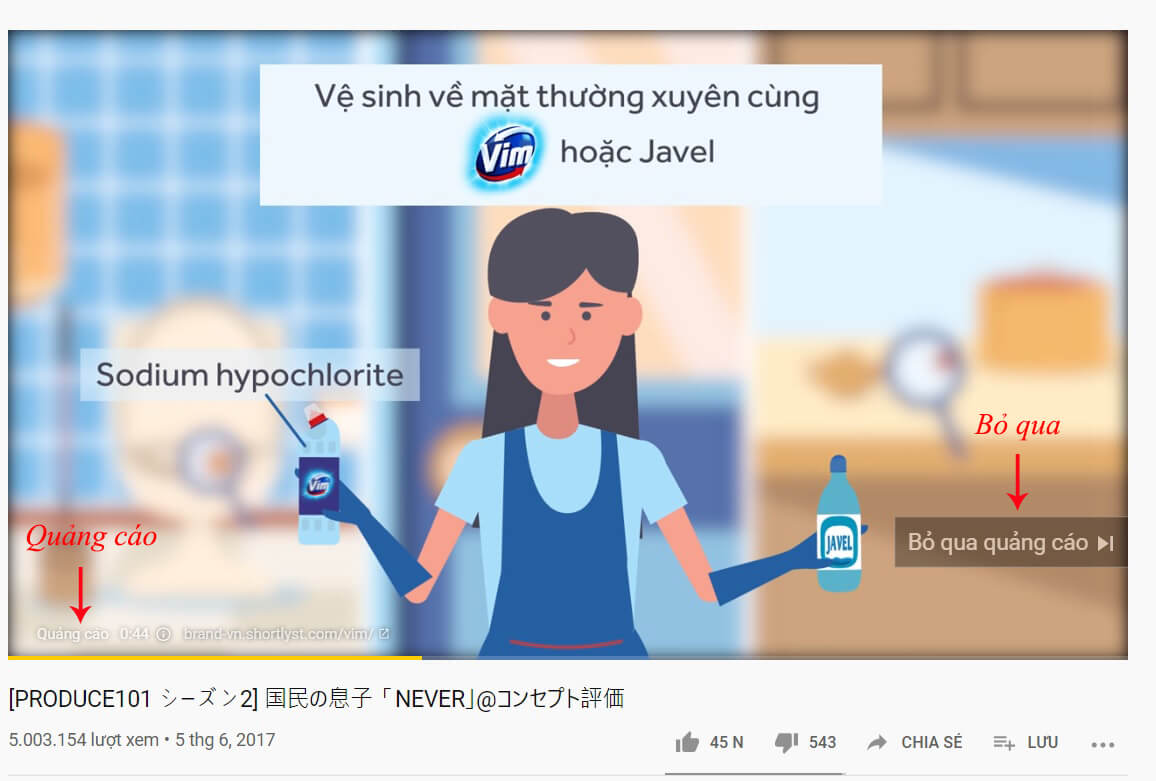 Vệ sinh về mặt thường xuyên cùng
Vim hoặc Javel
Sodium hypochlorite
Vim
JAVEL
Bỏ qua
Bỏ qua quảng cáo
Quảng cáo
Quảng cáo 0:44 brand-vn.shortlyst.com/vim/
[PRODUCE101 シーズン2] 国民の息子「NEVER」@コンセプト評価
5.003.154 lượt xem • 5 thg 6, 2017
45 N 543 CHIA SẺ LƯU